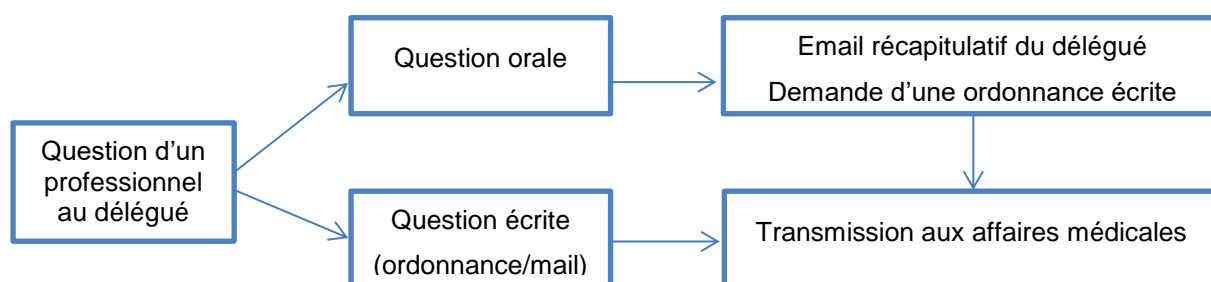 Question d’un
professionnel
au délégué
Question orale
Email récapitulatif du délégué
Demande d’une ordonnance écrite
Question écrite
(ordonnance/mail)
Transmission aux affaires médicales